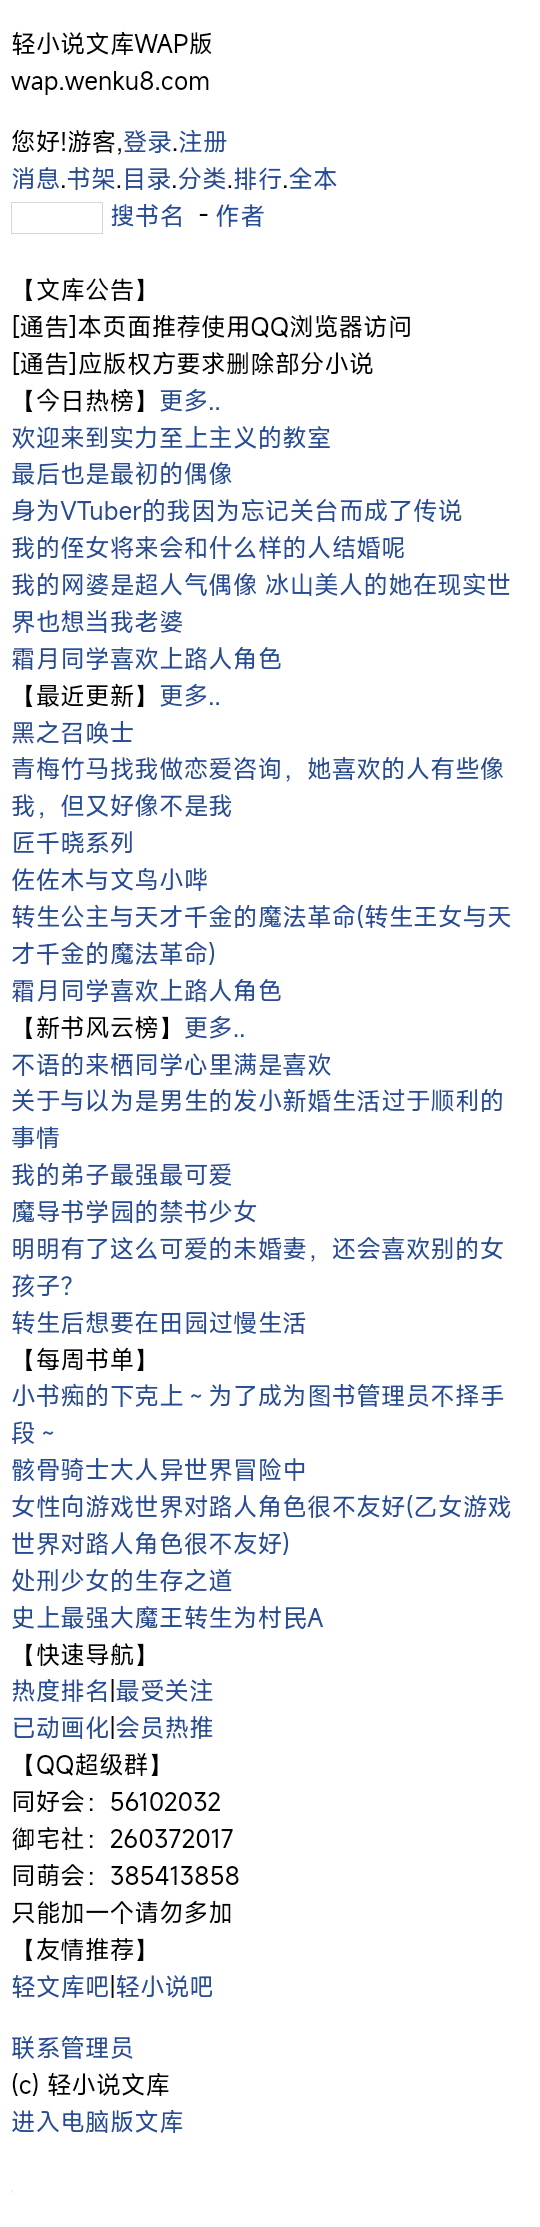 轻小说文库WAP版
wap.wenku8.com
您好!游客,登录.注册
消息.书架.目录.分类.排行.全本
搜书名 - 作者
【文库公告】
[通告]本页面推荐使用QQ浏览器访问
[通告]应版权方要求删除部分小说
【今日热榜】更多..
欢迎来到实力至上主义的教室
最后也是最初的偶像
身为VTuber的我因为忘记关台而成了传说
我的侄女将来会和什么样的人结婚呢
我的网婆是超人气偶像 冰山美人的她在现实世
界也想当我老婆
霜月同学喜欢上路人角色
【最近更新】更多..
黑之召唤士
青梅竹马找我做恋爱咨询，她喜欢的人有些像
我，但又好像不是我
匠千晓系列
佐佐木与文鸟小哔
转生公主与天才千金的魔法革命(转生王女与天
才千金的魔法革命)
霜月同学喜欢上路人角色
【新书风云榜】更多..
不语的来栖同学心里满是喜欢
关于与以为是男生的发小新婚生活过于顺利的
事情
我的弟子最强最可爱
魔导书学园的禁书少女
明明有了这么可爱的未婚妻，还会喜欢别的女
孩子？
转生后想要在田园过慢生活
【每周书单】
小书痴的下克上～为了成为图书管理员不择手
段～
骸骨骑士大人异世界冒险中
女性向游戏世界对路人角色很不友好(乙女游戏
世界对路人角色很不友好)
处刑少女的生存之道
史上最强大魔王转生为村民A
【快速导航】
热度排名|最受关注
已动画化|会员热推
【QQ超级群】
同好会：56102032
御宅社：260372017
同萌会：385413858
只能加一个请勿多加
【友情推荐】
轻文库吧|轻小说吧
联系管理员
(c) 轻小说文库
进入电脑版文库